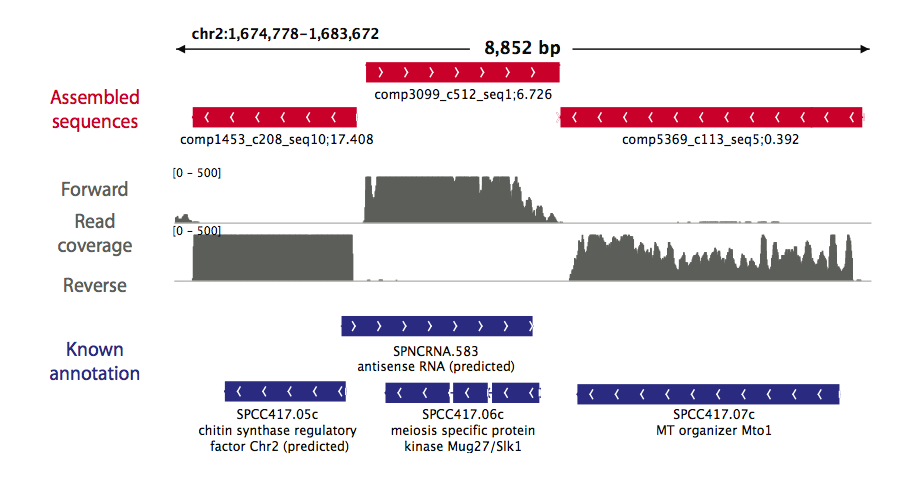 chr2:1,674,778−1,683,672
8,852 bp
Assembled
sequences
comp3099_c512_seq1;6.726
comp1453_c208_seq10;17.408
comp5369_c113_seq5;0.392
[0 - 500]
Forward
Read
coverage
[0 - 500]
Reverse
Known
annotation
SPNCRNA.583
antisense RNA (predicted)
SPCC417.05c
chitin synthase regulatory
factor Chr2 (predicted)
SPCC417.06c
meiosis specific protein
kinase Mug27/Slk1
SPCC417.07c
MT organizer Mto1